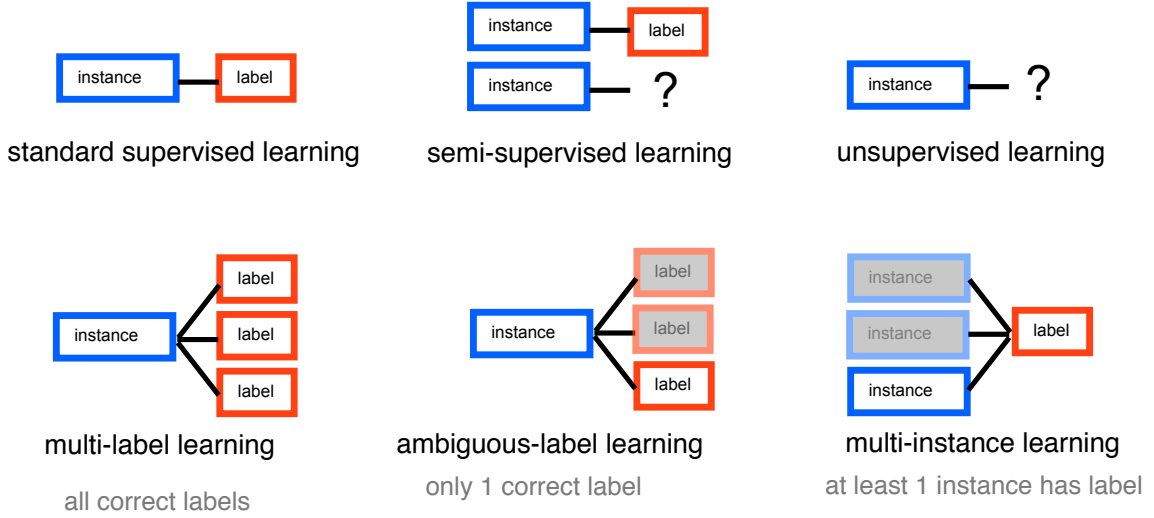 instance
label
instance
label
instance
?
instance
?
standard supervised learning
semi-supervised learning
unsupervised learning
instance
label
label
label
multi-label learning
all correct labels
instance
label
label
label
ambiguous-label learning
only 1 correct label
instance
instance
instance
label
multi-instance learning
at least 1 instance has label